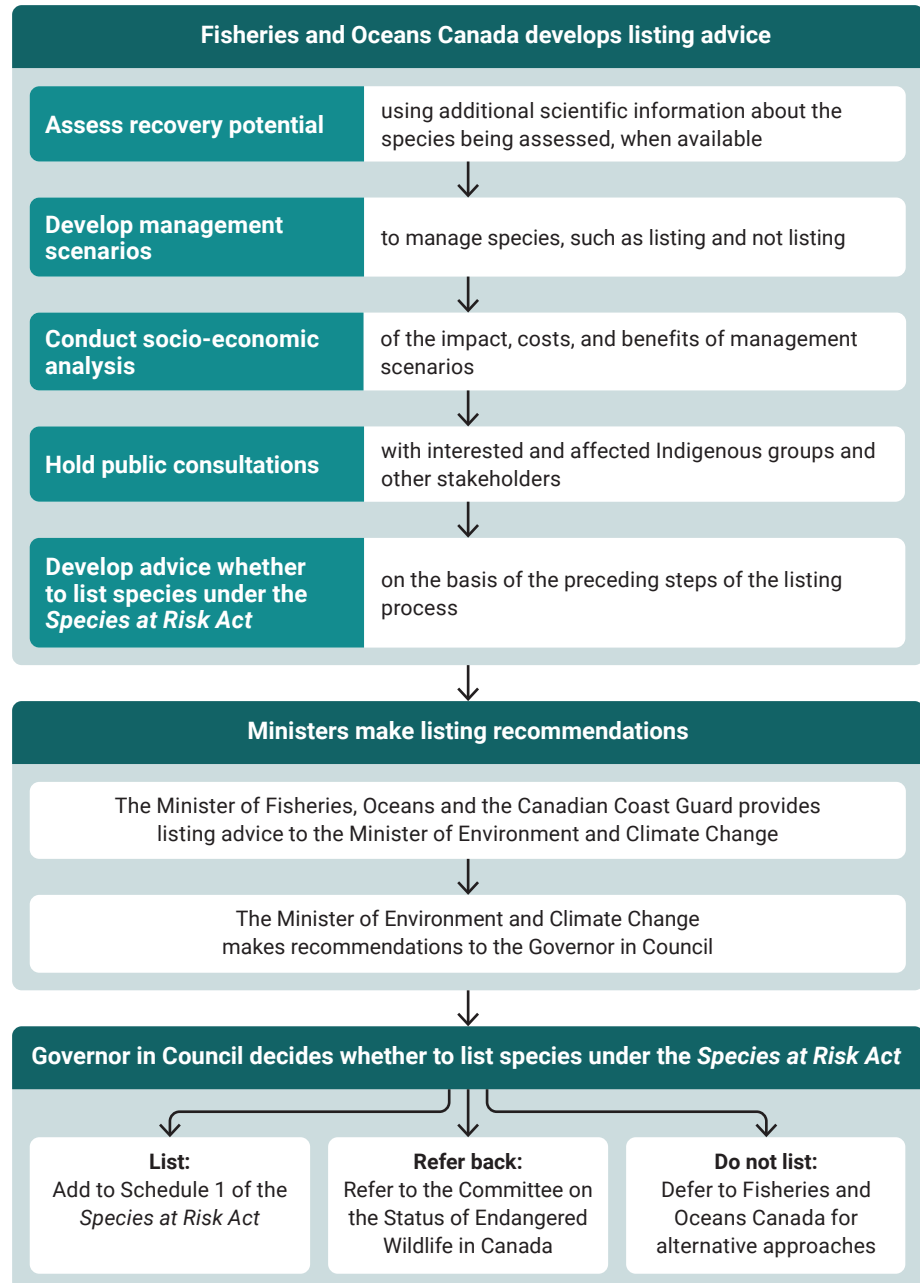 Fisheries and Oceans Canada develops listing advice
Assess recovery potential
using additional scientific information about the
species being assessed, when available
Develop management
scenarios
to manage species, such as listing and not listing
Conduct socio-economic
analysis
of the impact, costs, and benefits of management
scenarios
Hold public consultations
with interested and affected Indigenous groups and
other stakeholders
Develop advice whether
to list species under the
Species at Risk Act
on the basis of the preceding steps of the listing
process
Ministers make listing recommendations
The Minister of Fisheries, Oceans and the Canadian Coast Guard provides
listing advice to the Minister of Environment and Climate Change
The Minister of Environment and Climate Change
makes recommendations to the Governor in Council
Governor in Council decides whether to list species under the Species at Risk Act
List:
Add to Schedule 1 of the
Species at Risk Act
Refer back:
Refer to the Committee on
the Status of Endangered
Wildlife in Canada
Do not list:
Defer to Fisheries and
Oceans Canada for
alternative approaches